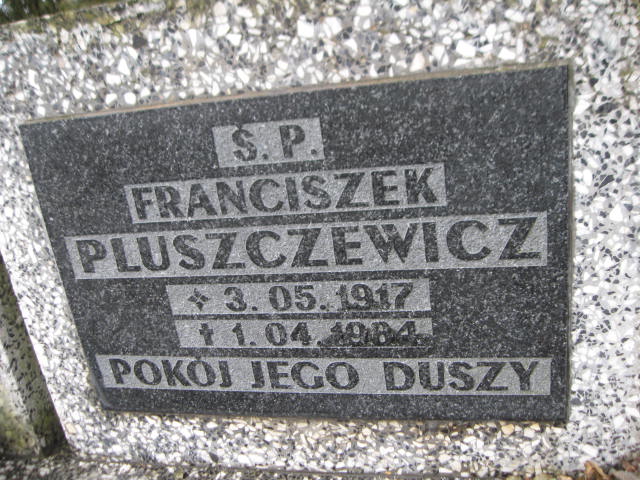 Ś.P.
FRANCISZEK
PLUSZCZEWICZ
* 3.05.1917
† 1.04.1984
POKÓJ JEGO DUSZY